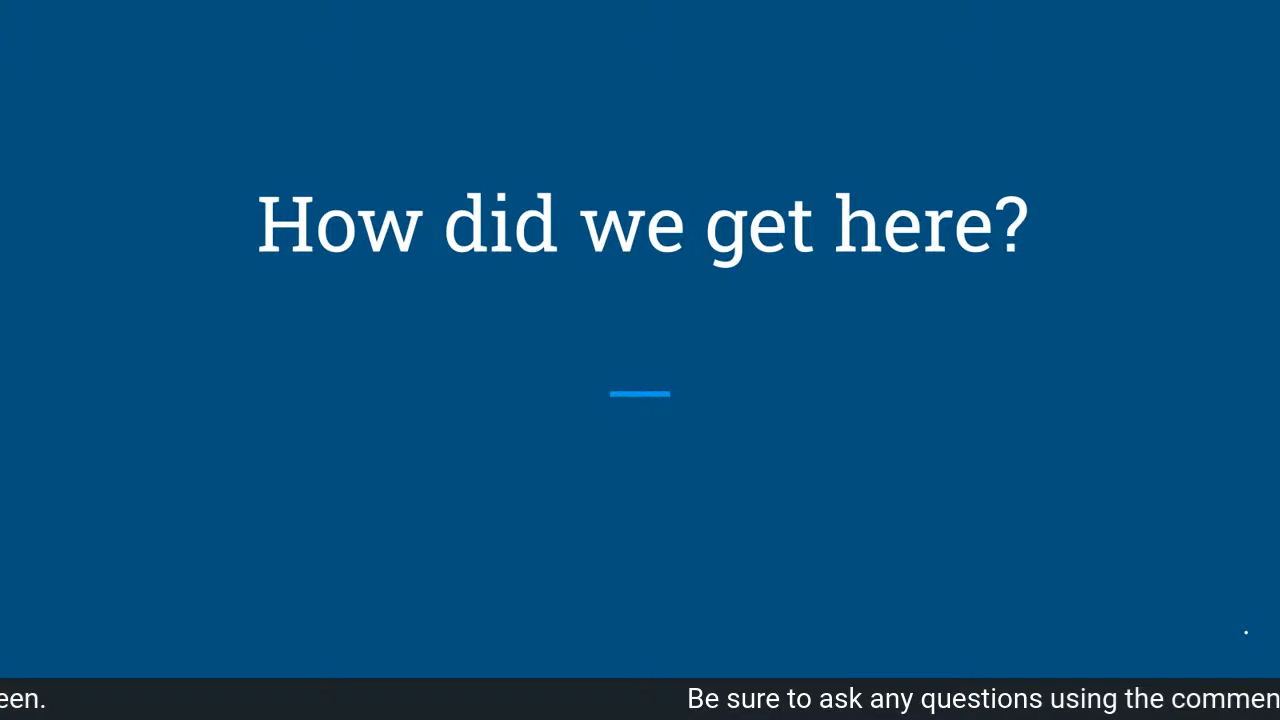 How did we get here?
een. Be sure to ask any questions using the commen